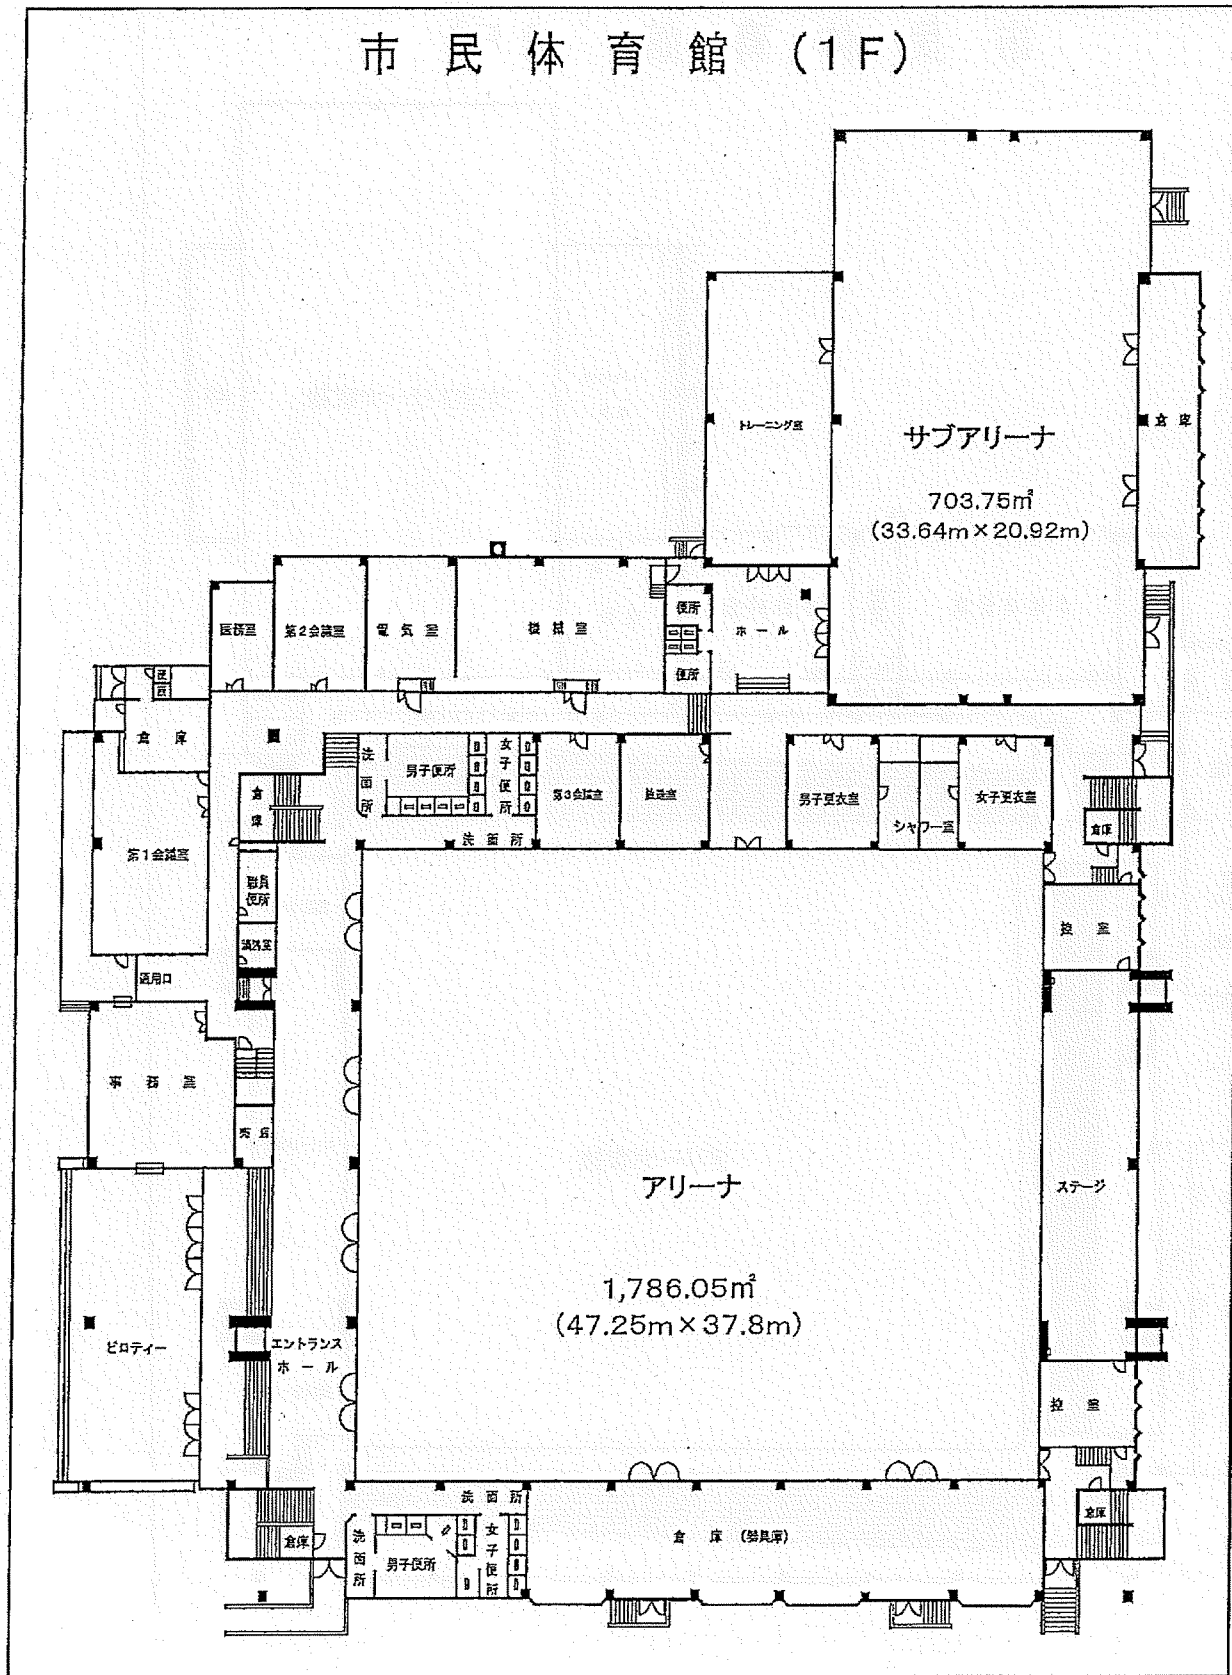 市民体育館(1F)
トレーニング室
サブアリーナ
703.75㎡
(33.64m×20.92m)
倉庫
医務室
第2会議室
電気室
機械室
便所
便所
ホール
便所
倉庫
洗面所
男子便所
女子便所
洗面所
第3会議室
放送室
男子更衣室
シャワー室
女子更衣室
倉庫
倉庫
第1会議室
職員便所
湯沸室
通用口
控室
事務室
売店
アリーナ
1,786.05㎡
(47.25m×37.8m)
ステージ
ピロティー
エントランス
ホール
控室
洗面所
洗面所
男子便所
女子便所
倉庫
倉庫(器具庫)
倉庫